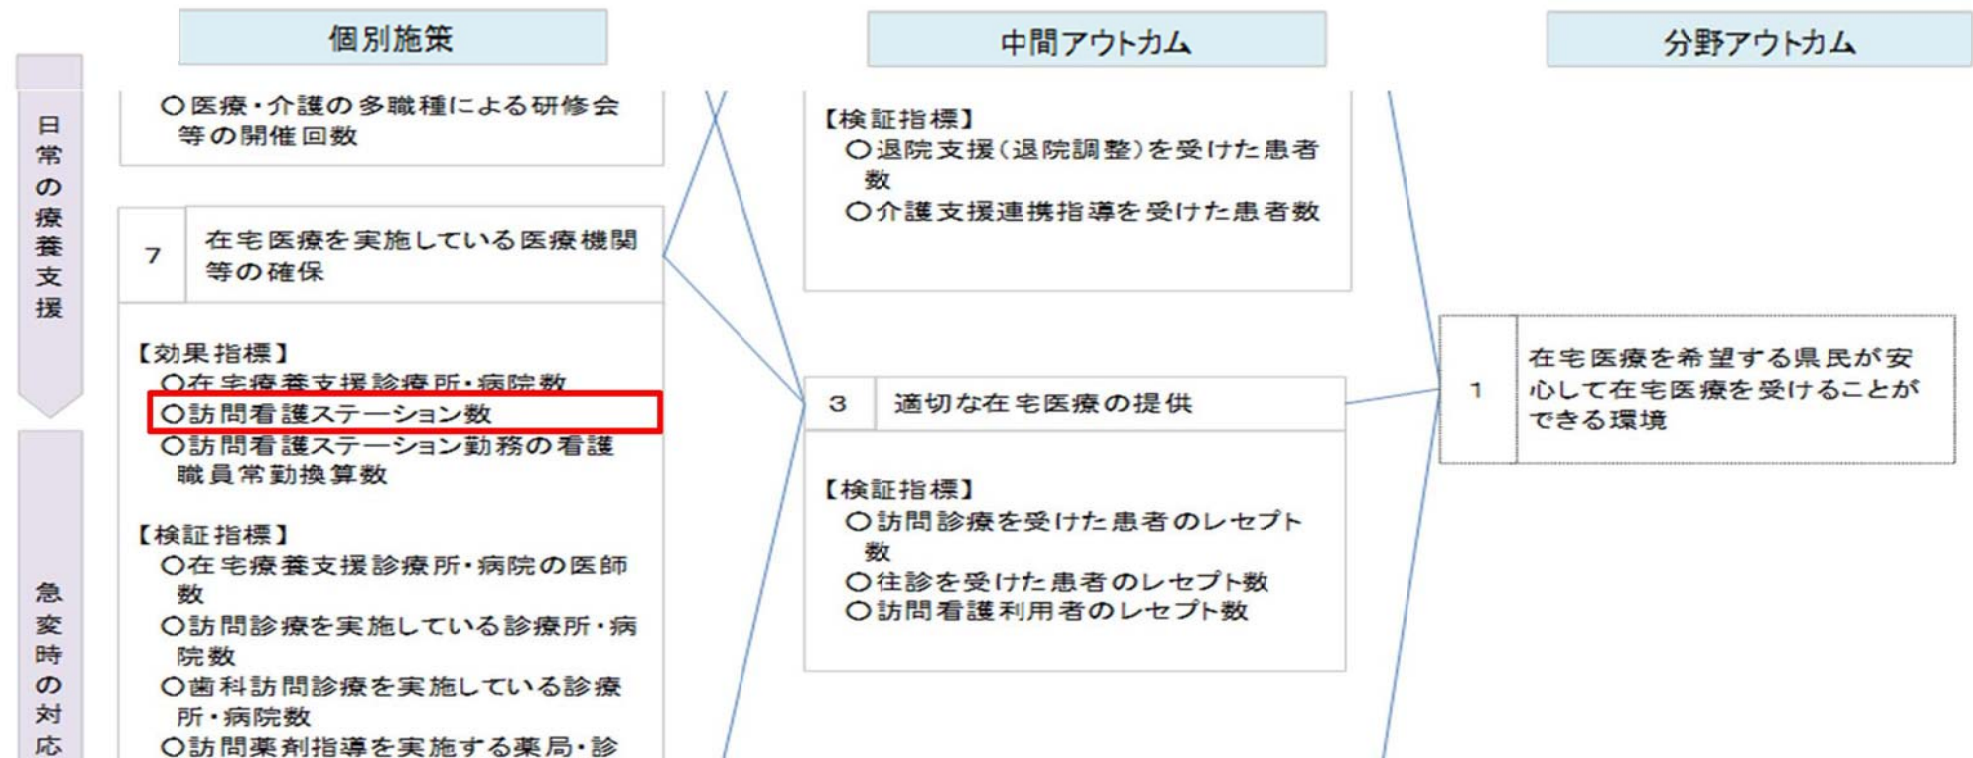 個別施策
中間アウトカム
分野アウトカム
日常の療養支援
○医療・介護の多職種による研修会
等の開催回数
7
在宅医療を実施している医療機関
等の確保
【効果指標】
○在宅療養支援診療所・病院数
○訪問看護ステーション数
○訪問看護ステーション勤務の看護
職員常勤換算数
【検証指標】
○在宅療養支援診療所・病院の医師
数
○訪問診療を実施している診療所・病
院数
○歯科訪問診療を実施している診療
所・病院数
○訪問薬剤指導を実施する薬局・診
急変時の対応
【検証指標】
○退院支援(退院調整)を受けた患者
数
○介護支援連携指導を受けた患者数
3
適切な在宅医療の提供
【検証指標】
○訪問診療を受けた患者のレセプト
数
○往診を受けた患者のレセプト数
○訪問看護利用者のレセプト数
1
在宅医療を希望する県民が安
心して在宅医療を受けることが
できる環境